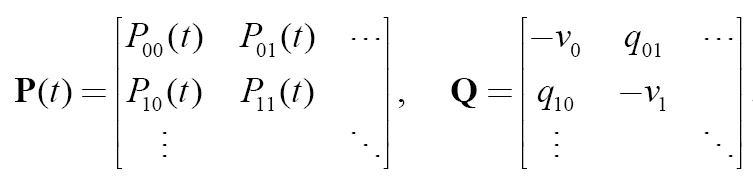 P(t) = [ P₀₀(t) P₀₁(t) ⋯ ] , Q = [ −v₀ q₀₁ ⋯ ]
[ P₁₀(t) P₁₁(t) ] [ q₁₀ −v₁ ]
[ ⋮ ⋱ ] [ ⋮ ⋱ ]